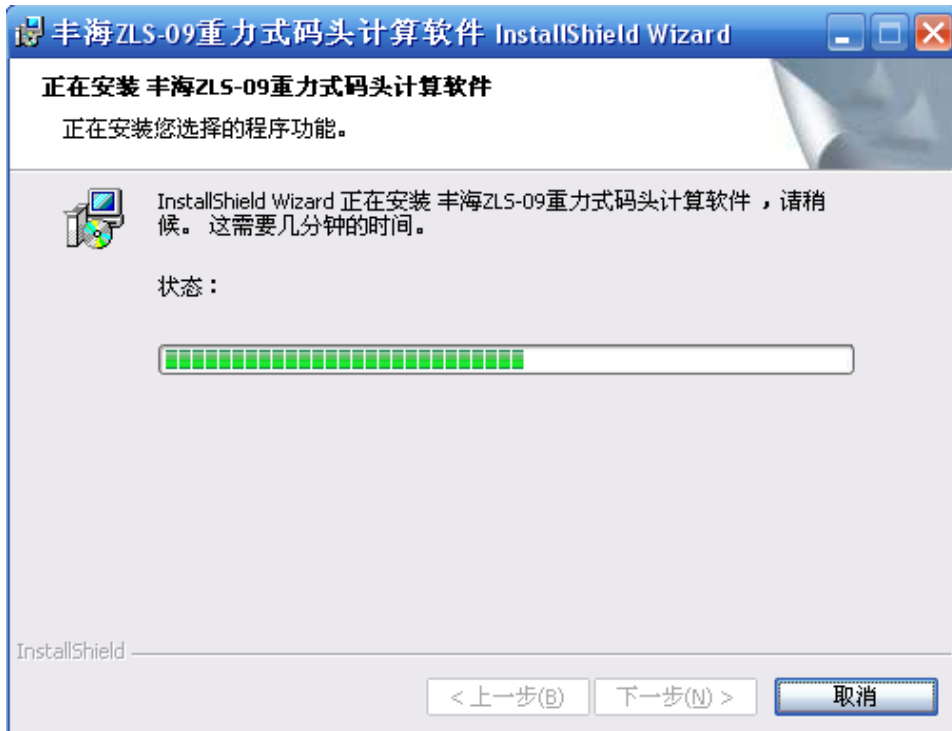 丰海ZLS-09重力式码头计算软件 InstallShield Wizard
正在安装 丰海ZLS-09重力式码头计算软件
正在安装您选择的程序功能。
InstallShield Wizard 正在安装 丰海ZLS-09重力式码头计算软件 ，请稍
候。 这需要几分钟的时间。
状态：
InstallShield
< 上一步(B) 下一步(N) > 取消